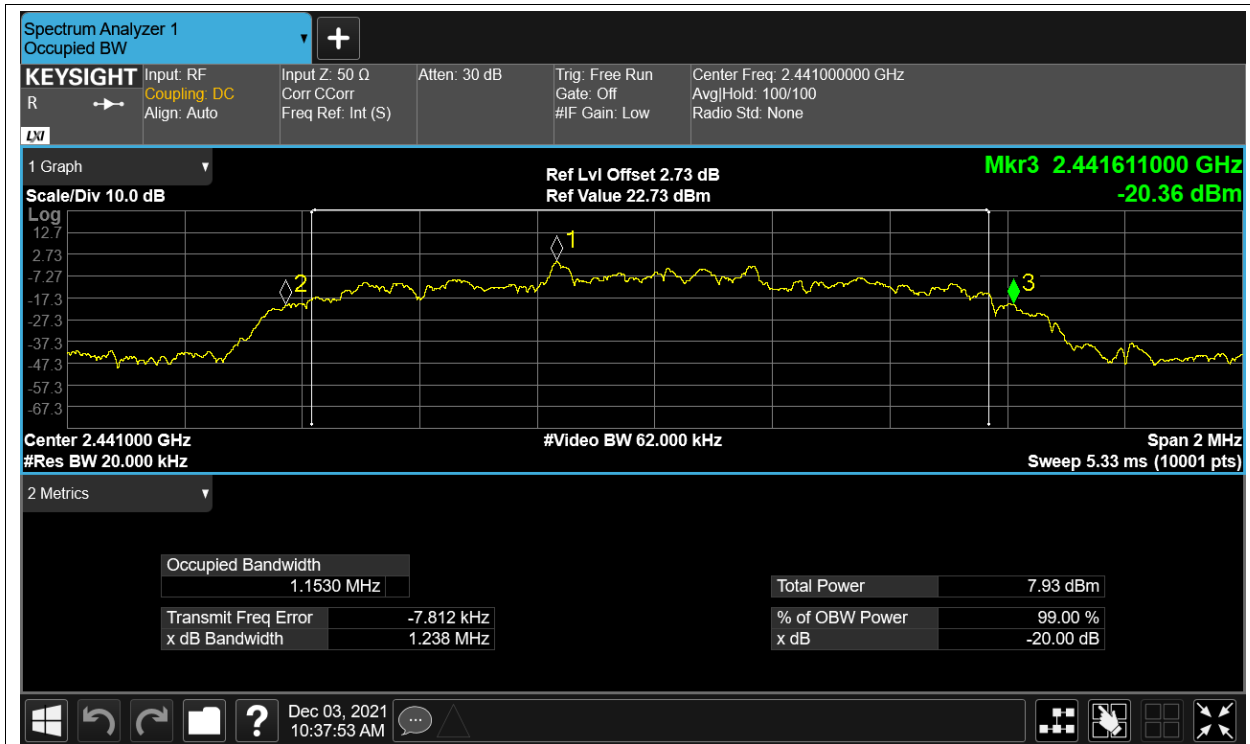 Spectrum Analyzer 1
Occupied BW
KEYSIGHT
R
LXI
Input: RF
Coupling: DC
Align: Auto
Input Z: 50 Ω
Corr CCorr
Freq Ref: Int (S)
Atten: 30 dB
Trig: Free Run
Gate: Off
#IF Gain: Low
Center Freq: 2.441000000 GHz
Avg|Hold: 100/100
Radio Std: None
1 Graph
Scale/Div 10.0 dB
Ref Lvl Offset 2.73 dB
Ref Value 22.73 dBm
Mkr3 2.441611000 GHz
-20.36 dBm
Log
12.7
2.73
-7.27
-17.3
-27.3
-37.3
-47.3
-57.3
-67.3
1
2
3
Center 2.441000 GHz
#Res BW 20.000 kHz
#Video BW 62.000 kHz
Span 2 MHz
Sweep 5.33 ms (10001 pts)
2 Metrics
Occupied Bandwidth
1.1530 MHz
Transmit Freq Error -7.812 kHz
x dB Bandwidth 1.238 MHz
Total Power 7.93 dBm
% of OBW Power 99.00 %
x dB -20.00 dB
?
Dec 03, 2021
10:37:53 AM